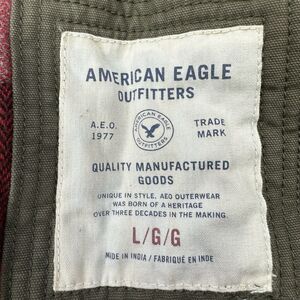 AMERICAN EAGLE
OUTFITTERS
A.E.O. TRADE
1977 MARK
AMERICAN EAGLE
OUTFITTERS
QUALITY MANUFACTURED
GOODS
UNIQUE IN STYLE, AEO OUTERWEAR
WAS BORN OF A HERITAGE
OVER THREE DECADES IN THE MAKING.
L/G/G
MADE IN INDIA / FABRIQUÉ EN INDE